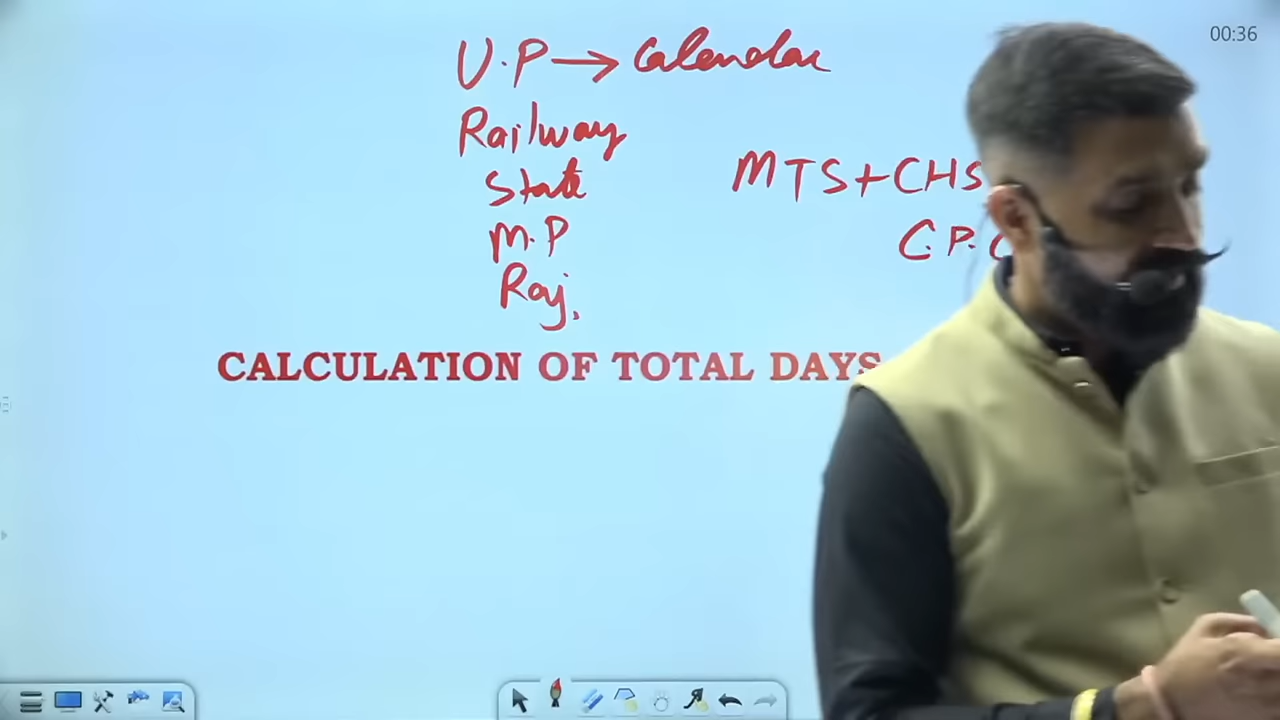 00:36
U.P → Calendar
Railway
State
MTS+CHS
M.P
C.P.
Raj.
CALCULATION OF TOTAL DAYS